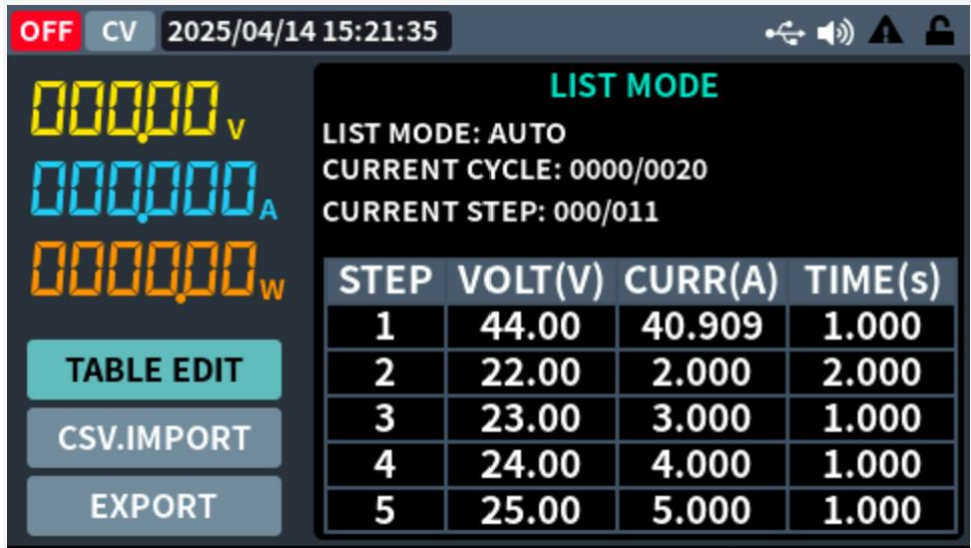 OFF CV 2025/04/14 15:21:35
000.00 V
000.000 A
0000.00 W
TABLE EDIT
CSV.IMPORT
EXPORT
LIST MODE
LIST MODE: AUTO
CURRENT CYCLE: 0000/0020
CURRENT STEP: 000/011
STEP VOLT(V) CURR(A) TIME(s)
1 44.00 40.909 1.000
2 22.00 2.000 2.000
3 23.00 3.000 1.000
4 24.00 4.000 1.000
5 25.00 5.000 1.000